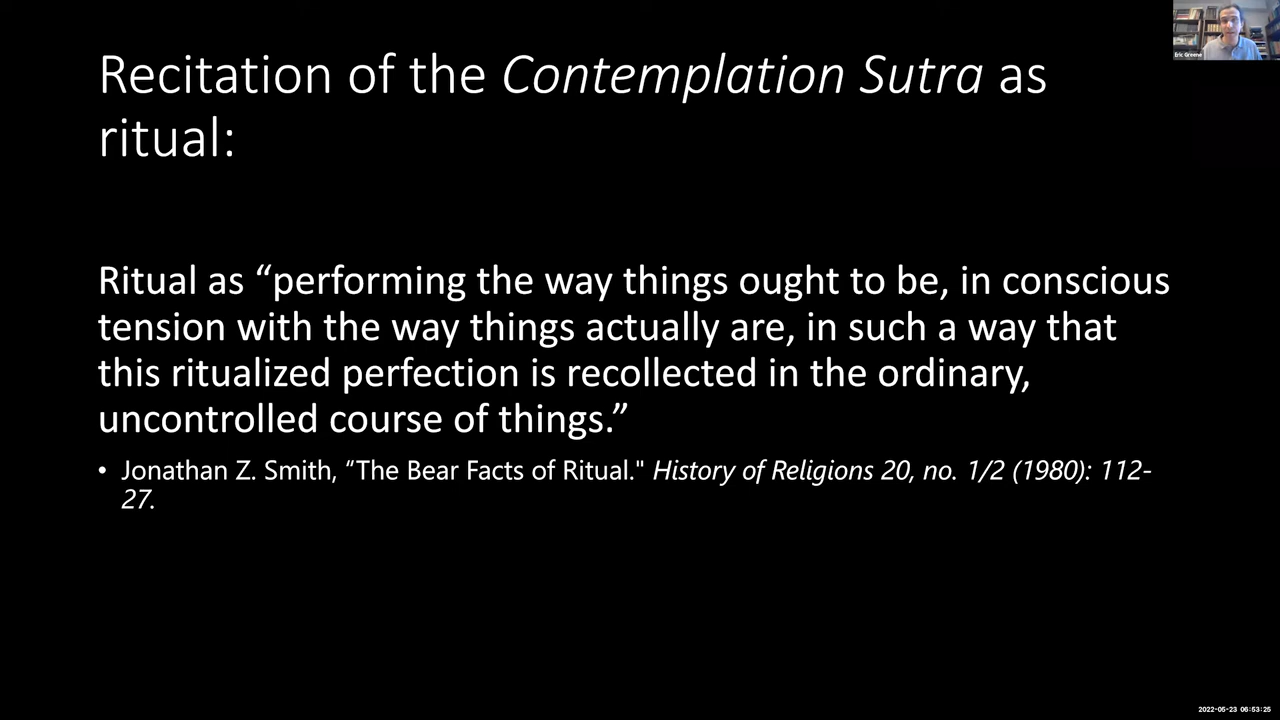 Recitation of the Contemplation Sutra as
ritual:
Eric Greene
Ritual as “performing the way things ought to be, in conscious
tension with the way things actually are, in such a way that
this ritualized perfection is recollected in the ordinary,
uncontrolled course of things.”
• Jonathan Z. Smith, “The Bear Facts of Ritual." History of Religions 20, no. 1/2 (1980): 112-
27.
2022-05-23 06:53:25